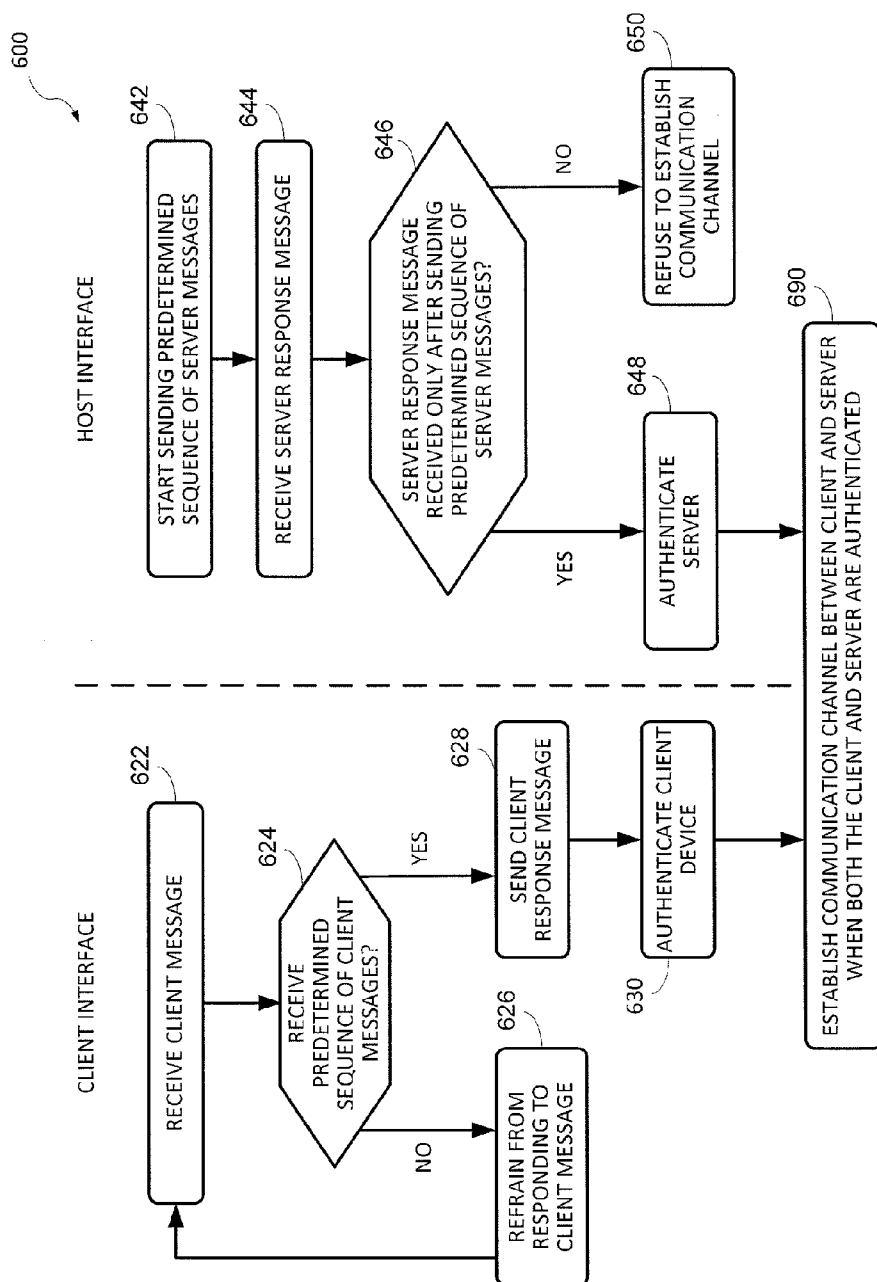 600
CLIENT INTERFACE
HOST INTERFACE
622
RECEIVE CLIENT MESSAGE
624
RECEIVE
PREDETERMINED
SEQUENCE OF CLIENT
MESSAGES?
NO
YES
626
REFRAIN FROM
RESPONDING TO
CLIENT MESSAGE
628
SEND CLIENT
RESPONSE MESSAGE
630
AUTHENTICATE CLIENT
DEVICE
642
START SENDING PREDETERMINED
SEQUENCE OF SERVER MESSAGES
644
RECEIVE SERVER RESPONSE MESSAGE
646
SERVER RESPONSE MESSAGE
RECEIVED ONLY AFTER SENDING
PREDETERMINED SEQUENCE OF
SERVER MESSAGES?
YES
NO
648
AUTHENTICATE
SERVER
650
REFUSE TO ESTABLISH
COMMUNICATION
CHANNEL
690
ESTABLISH COMMUNICATION CHANNEL BETWEEN CLIENT AND SERVER
WHEN BOTH THE CLIENT AND SERVER ARE AUTHENTICATED